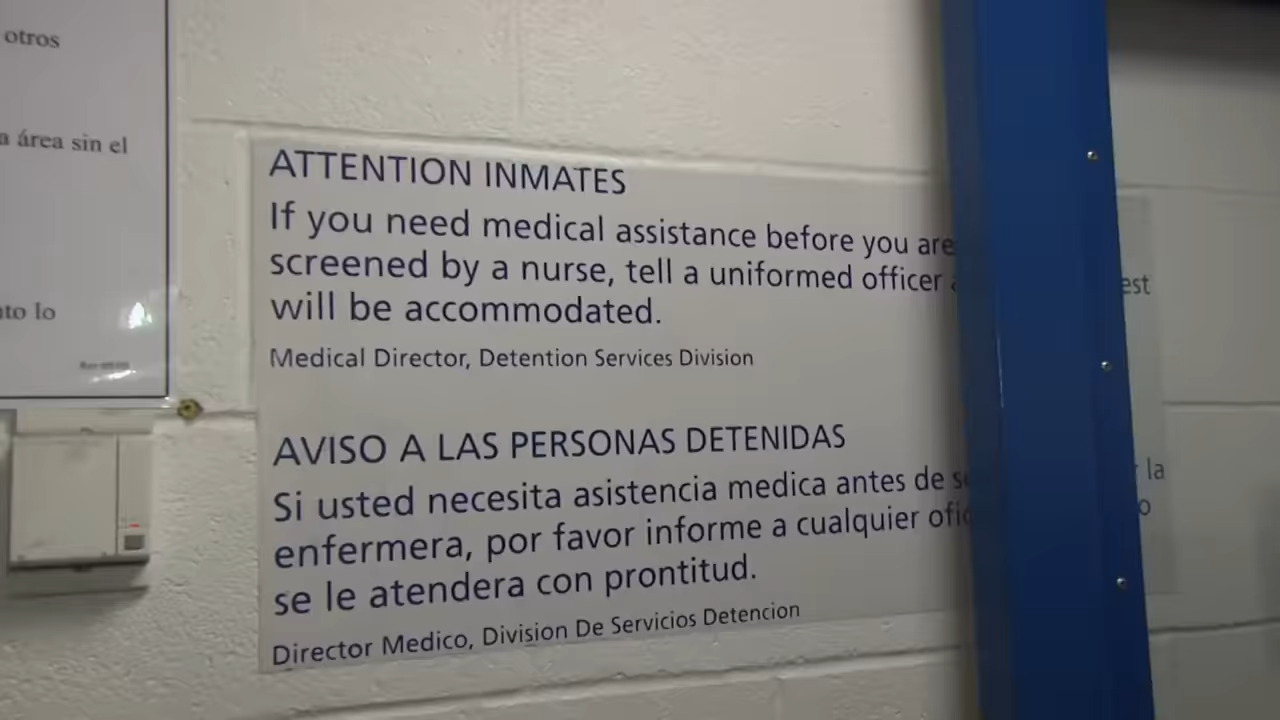 otros
a área sin el
to lo
ATTENTION INMATES
If you need medical assistance before you are
screened by a nurse, tell a uniformed officer
est
will be accommodated.
Medical Director, Detention Services Division
AVISO A LAS PERSONAS DETENIDAS
Si usted necesita asistencia medica antes de
la
enfermera, por favor informe a cualquier
o
se le atendera con prontitud.
Director Medico, Division De Servicios Detencion